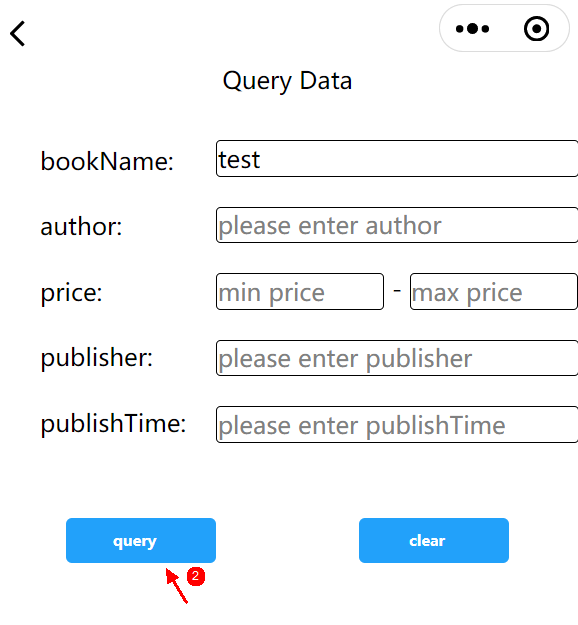 Query Data
bookName: test
author: please enter author
price: min price - max price
publisher: please enter publisher
publishTime: please enter publishTime
query clear
2